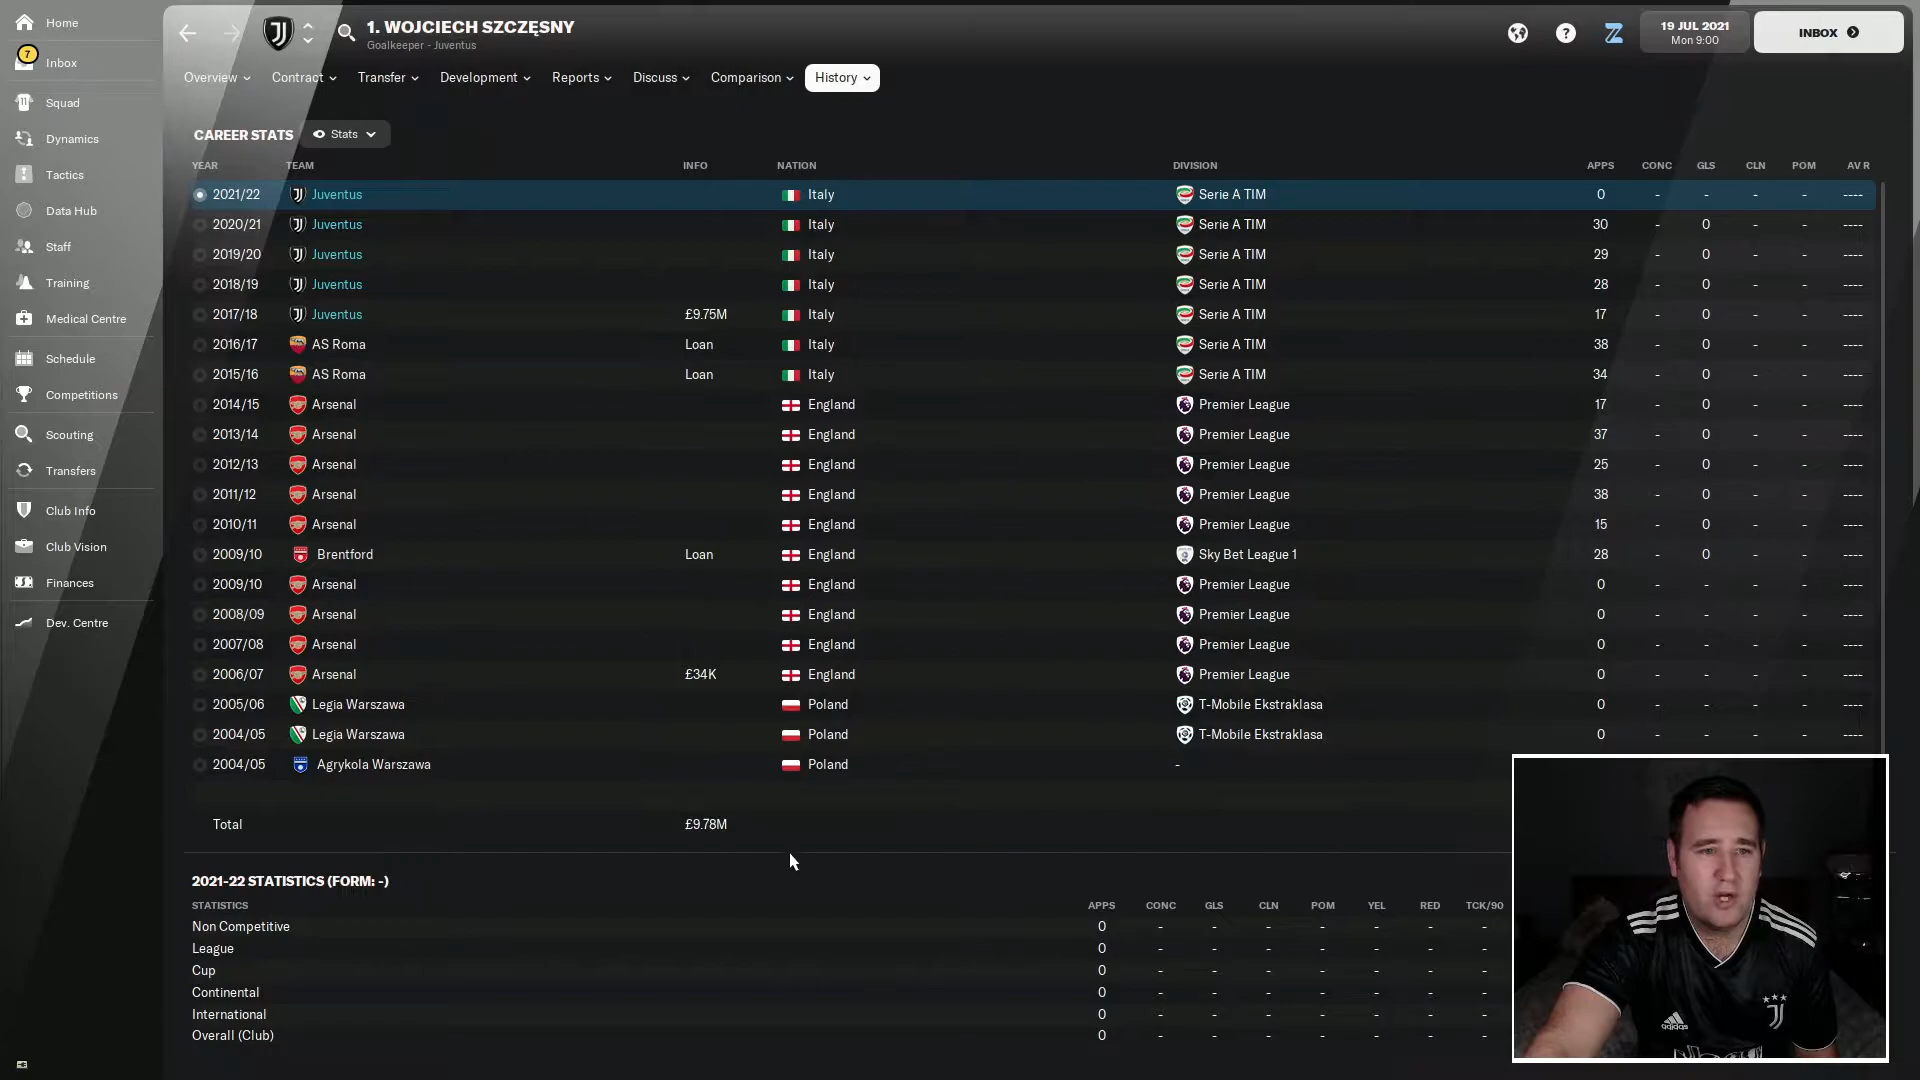 Home
7
Inbox
Squad
Dynamics
Tactics
Data Hub
Staff
Training
Medical Centre
Schedule
Competitions
Scouting
Transfers
Club Info
Club Vision
Finances
Dev. Centre
1. WOJCIECH SZCZĘSNY
Goalkeeper - Juventus
19 JUL 2021
Mon 9:00
INBOX
Overview Contract Transfer Development Reports Discuss Comparison History
CAREER STATS Stats
YEAR TEAM INFO NATION DIVISION APPS CONC GLS CLN POM AV R
2021/22 Juventus Italy Serie A TIM 0 - - - - ----
2020/21 Juventus Italy Serie A TIM 30 - 0 - - ----
2019/20 Juventus Italy Serie A TIM 29 - 0 - - ----
2018/19 Juventus Italy Serie A TIM 28 - 0 - - ----
2017/18 Juventus £9.75M Italy Serie A TIM 17 - 0 - - ----
2016/17 AS Roma Loan Italy Serie A TIM 38 - 0 - - ----
2015/16 AS Roma Loan Italy Serie A TIM 34 - 0 - - ----
2014/15 Arsenal England Premier League 17 - 0 - - ----
2013/14 Arsenal England Premier League 37 - 0 - - ----
2012/13 Arsenal England Premier League 25 - 0 - - ----
2011/12 Arsenal England Premier League 38 - 0 - - ----
2010/11 Arsenal England Premier League 15 - 0 - - ----
2009/10 Brentford Loan England Sky Bet League 1 28 - 0 - - ----
2009/10 Arsenal England Premier League 0 - - - - ----
2008/09 Arsenal England Premier League 0 - - - - ----
2007/08 Arsenal England Premier League 0 - - - - ----
2006/07 Arsenal £34K England Premier League 0 - - - - ----
2005/06 Legia Warszawa Poland T-Mobile Ekstraklasa 0 - - - - ----
2004/05 Legia Warszawa Poland T-Mobile Ekstraklasa 0 - - - - ----
2004/05 Agrykola Warszawa Poland -
Total £9.78M
2021-22 STATISTICS (FORM: -)
STATISTICS APPS CONC GLS CLN POM YEL RED TCK/90
Non Competitive 0 - - - - - - -
League 0 - - - - - - -
Cup 0 - - - - - - -
Continental 0 - - - - - - -
International 0 - - - - - - -
Overall (Club) 0 - - - - - - -
adidas